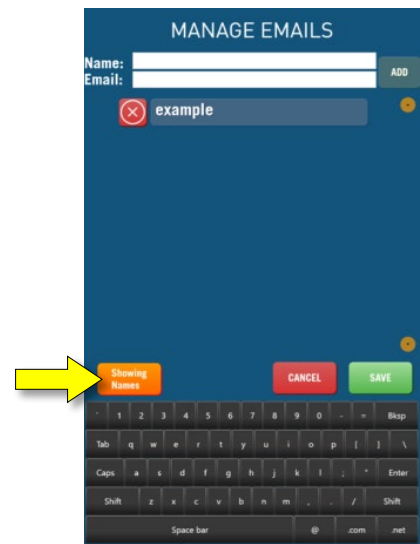 MANAGE EMAILS
Name:
Email:
ADD
example
Showing
Names
CANCEL
SAVE
` 1 2 3 4 5 6 7 8 9 0 - = Bksp
Tab q w e r t y u i o p [ ] \
Caps a s d f g h j k l ; ' Enter
Shift z x c v b n m , . / Shift
Space bar @ .com .net